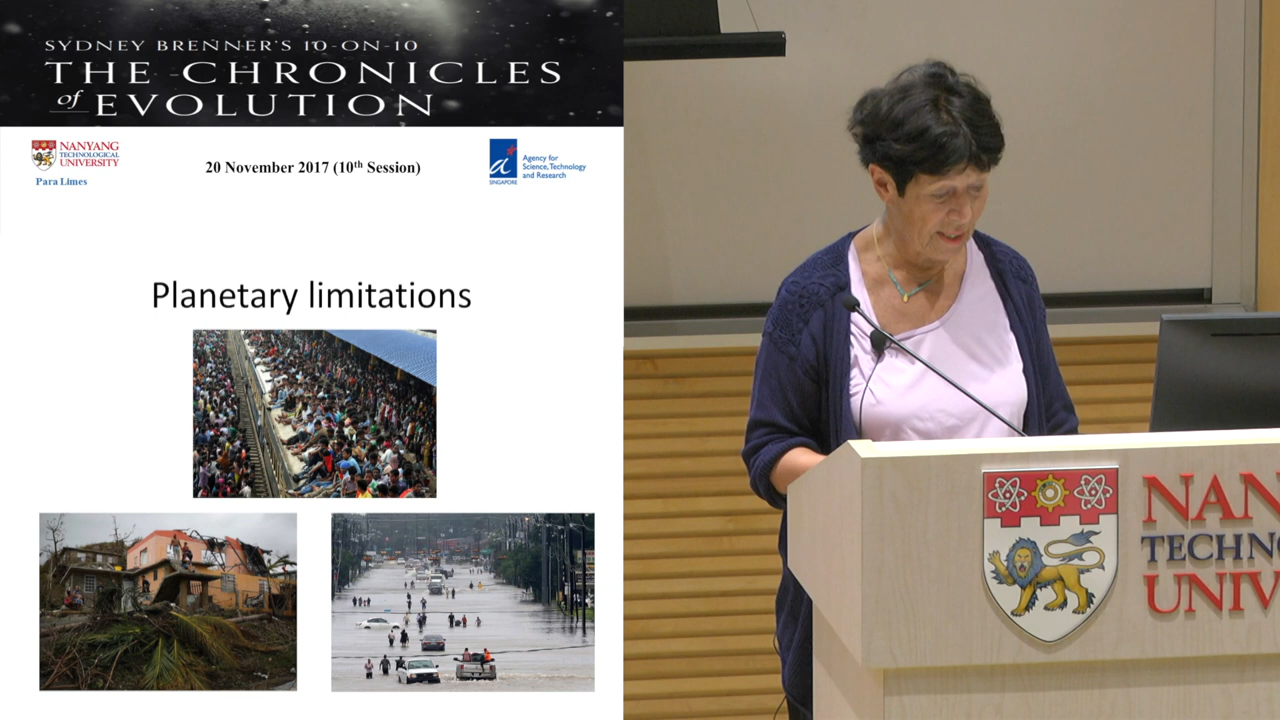 SYDNEY BRENNER'S 10-ON-10
THE CHRONICLES
of EVOLUTION
NANYANG
TECHNOLOGICAL
UNIVERSITY
Para Limes
20 November 2017 (10th Session)
Agency for
Science, Technology
and Research
SINGAPORE
Planetary limitations
NAN
TECHN
UNIV